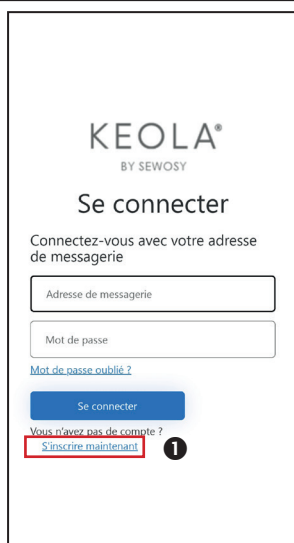 KEOLA®
BY SEWOSY
Se connecter
Connectez-vous avec votre adresse
de messagerie
Adresse de messagerie
Mot de passe
Mot de passe oublié ?
Se connecter
Vous n'avez pas de compte ?
S'inscrire maintenant
1